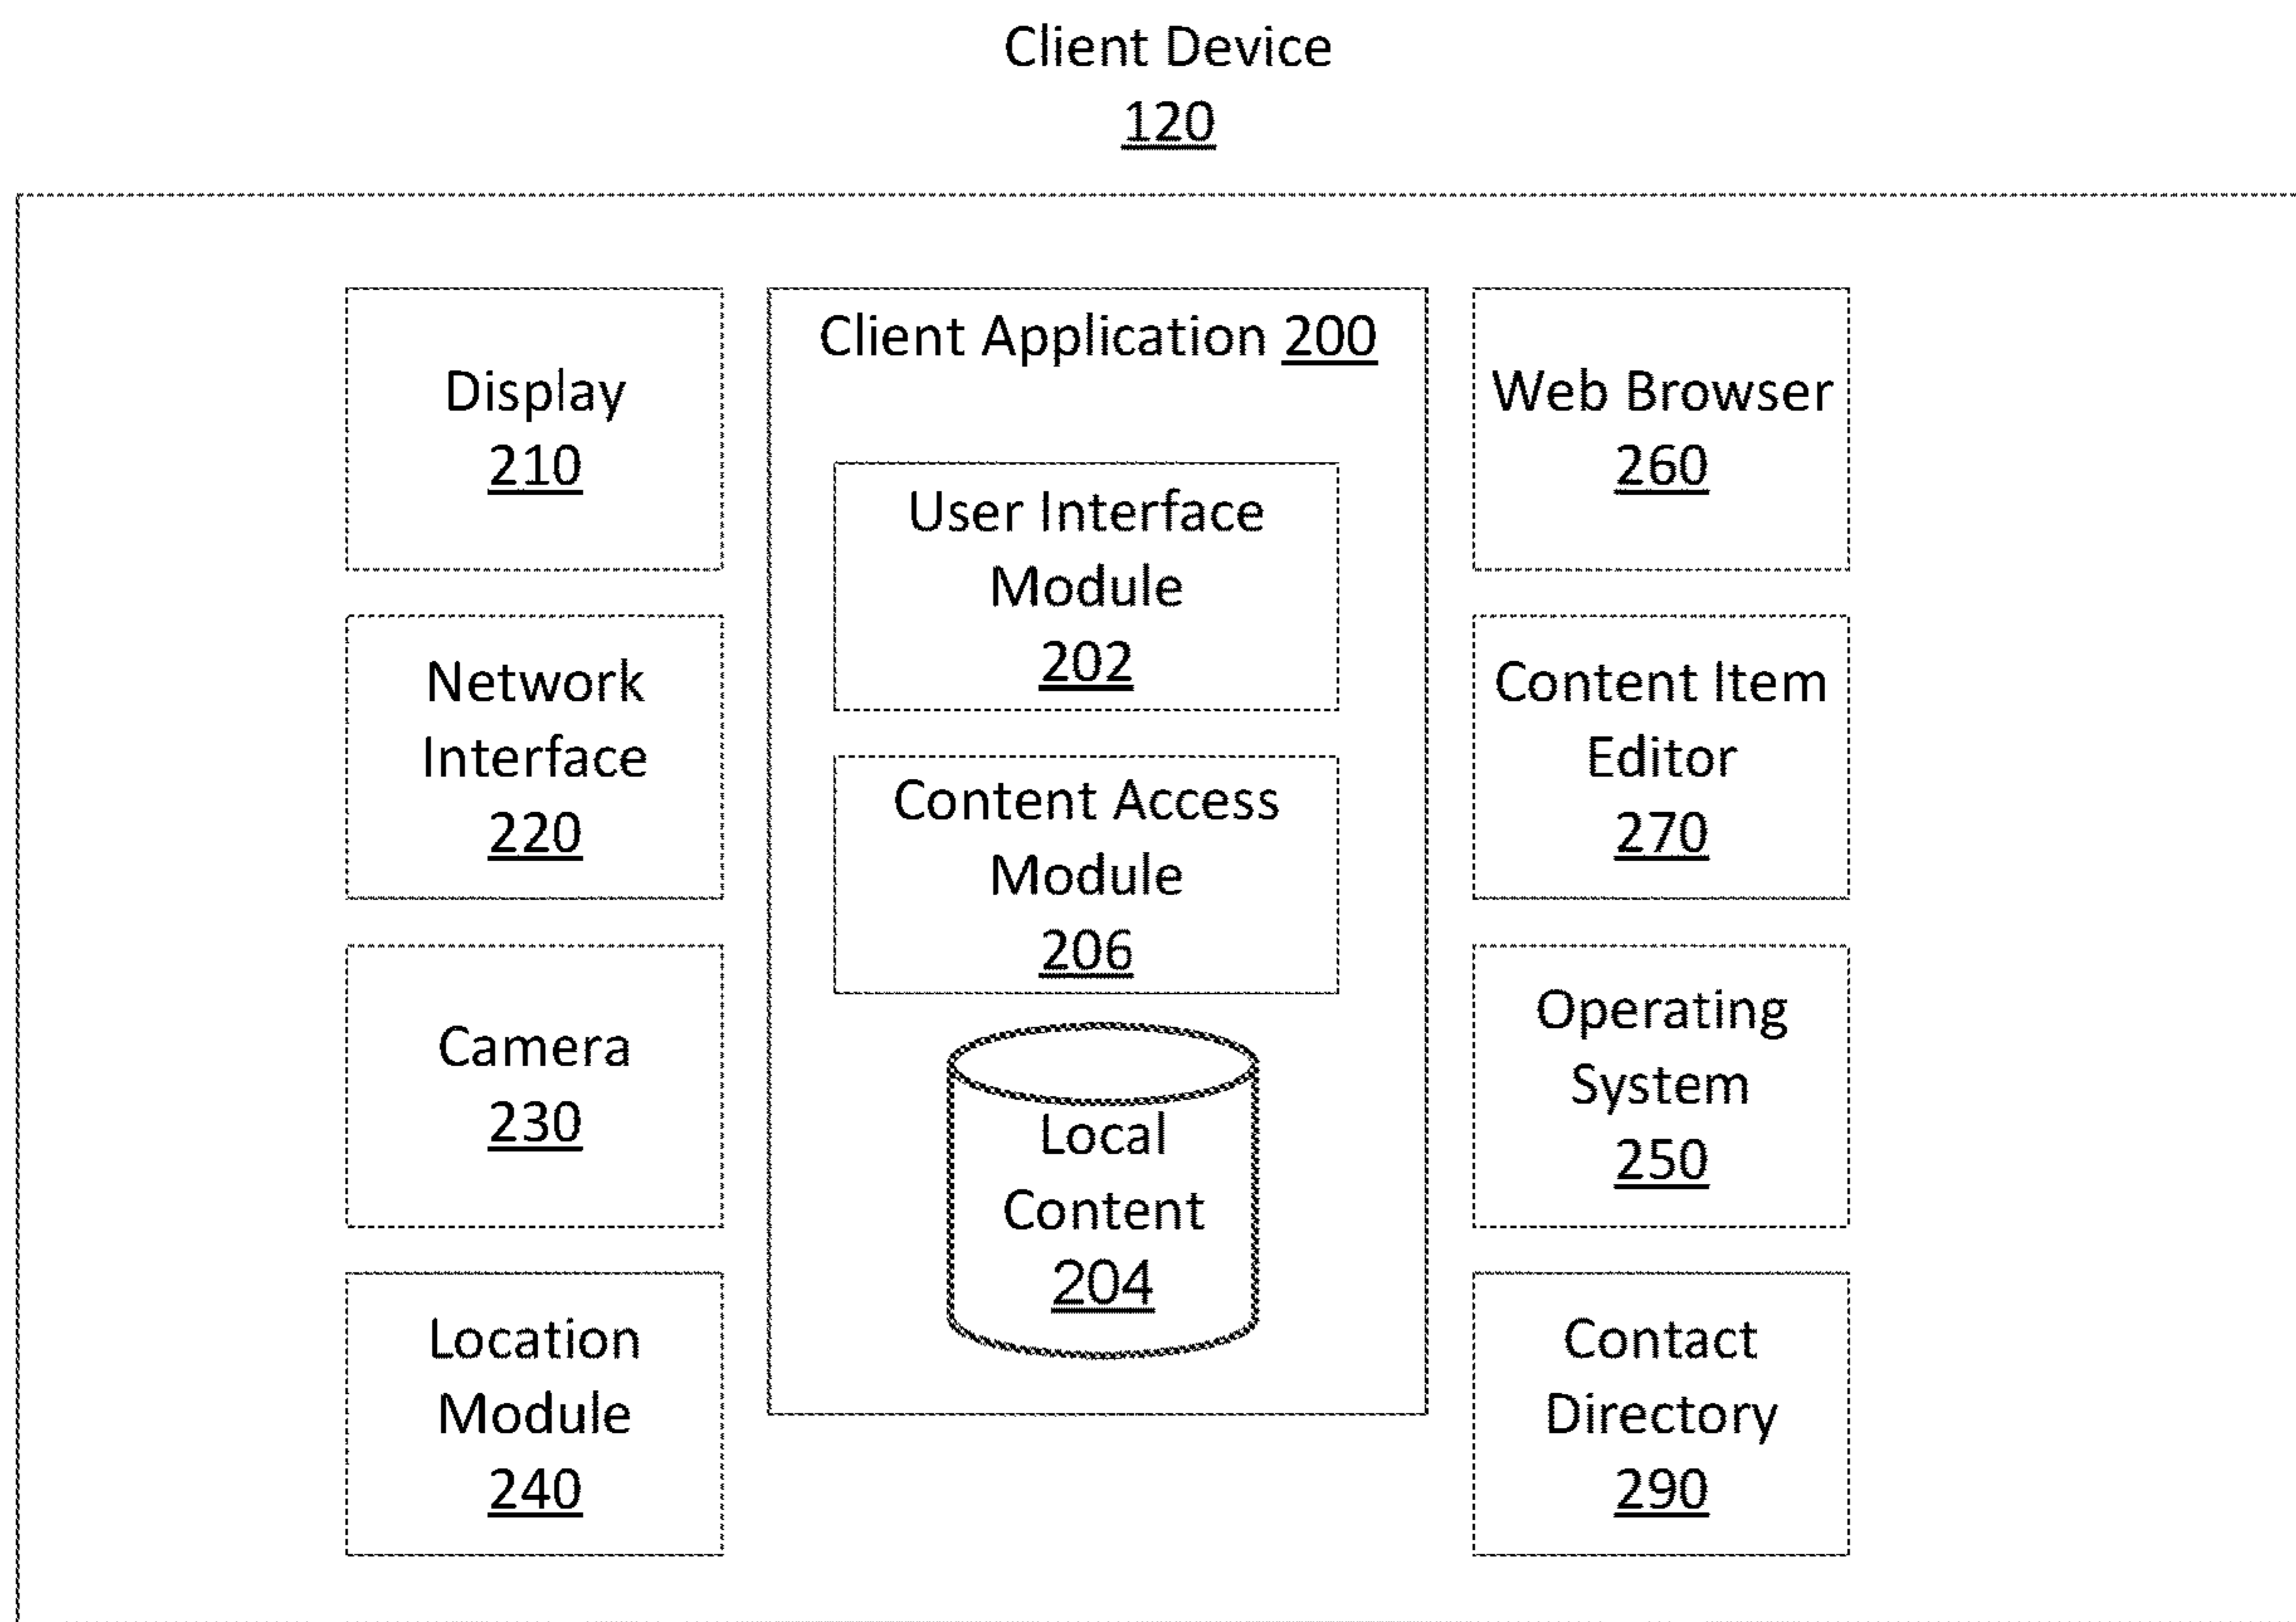 Client Device
120
Display
210
Network
Interface
220
Camera
230
Location
Module
240
Client Application 200
User Interface
Module
202
Content Access
Module
206
Local
Content
204
Web Browser
260
Content Item
Editor
270
Operating
System
250
Contact
Directory
290